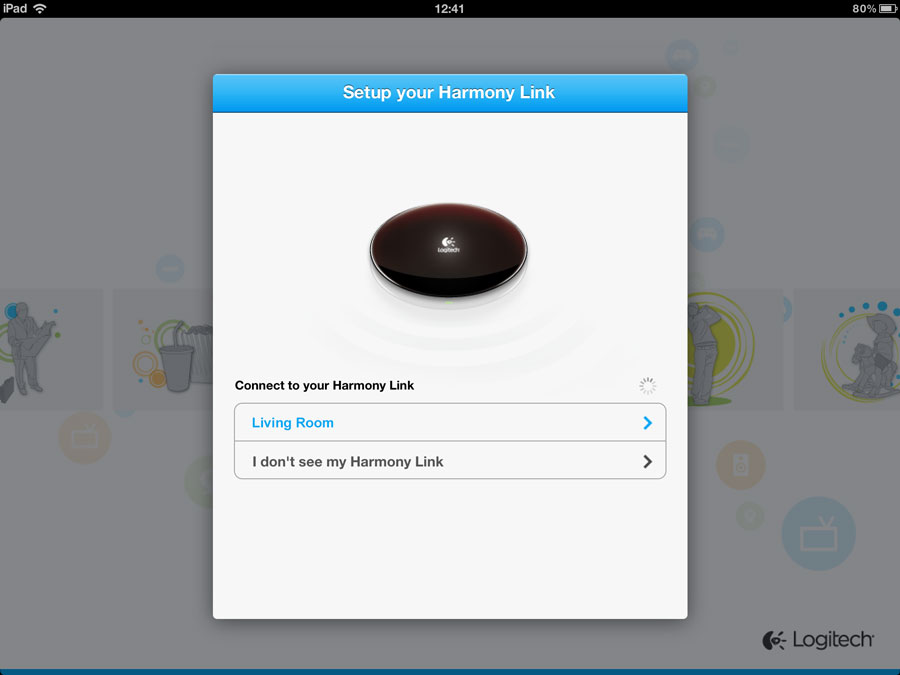 iPad 12:41 80%
Setup your Harmony Link
Logitech
Connect to your Harmony Link
Living Room
I don't see my Harmony Link
Logitech